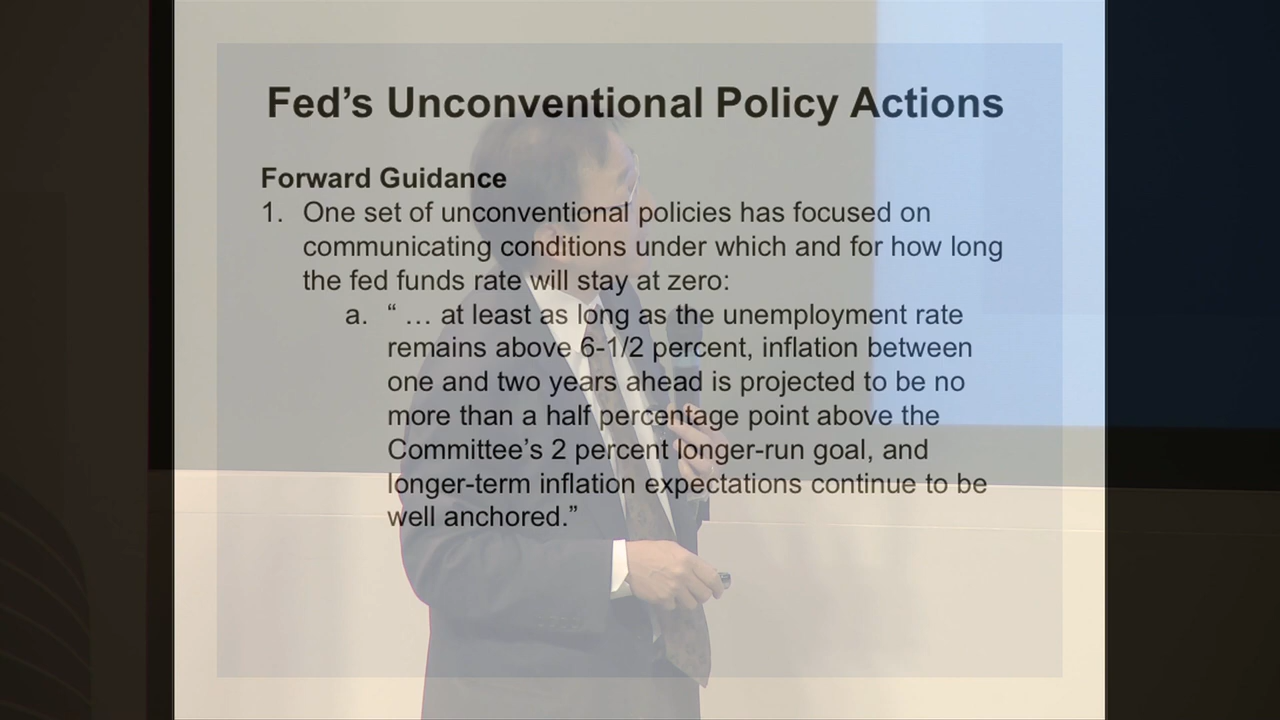 Fed’s Unconventional Policy Actions
Forward Guidance
1. One set of unconventional policies has focused on
communicating conditions under which and for how long
the fed funds rate will stay at zero:
a. “ … at least as long as the unemployment rate
remains above 6-1/2 percent, inflation between
one and two years ahead is projected to be no
more than a half percentage point above the
Committee’s 2 percent longer-run goal, and
longer-term inflation expectations continue to be
well anchored.”